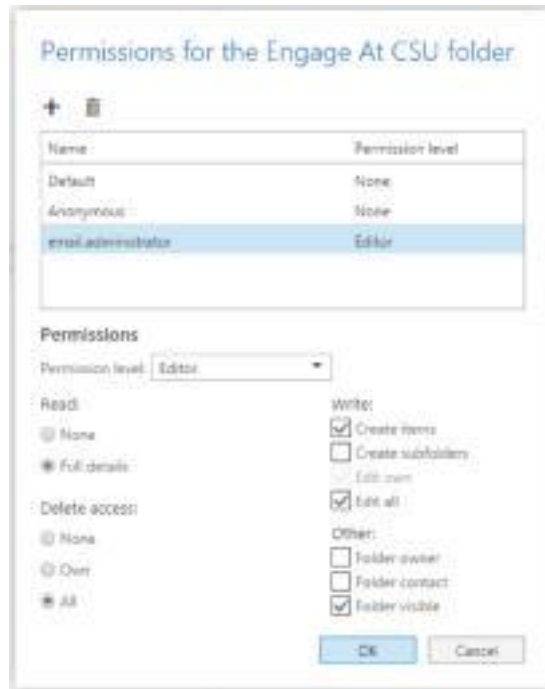 Permissions for the Engage At CSU folder
+
Name Permission level
Default None
Anonymous None
email.administrator Editor
Permissions
Permission level: Editor
Read:
None
Full details
Delete access:
None
Own
All
Write:
Create items
Create subfolders
Edit own
Edit all
Other:
Folder owner
Folder contact
Folder visible
OK Cancel